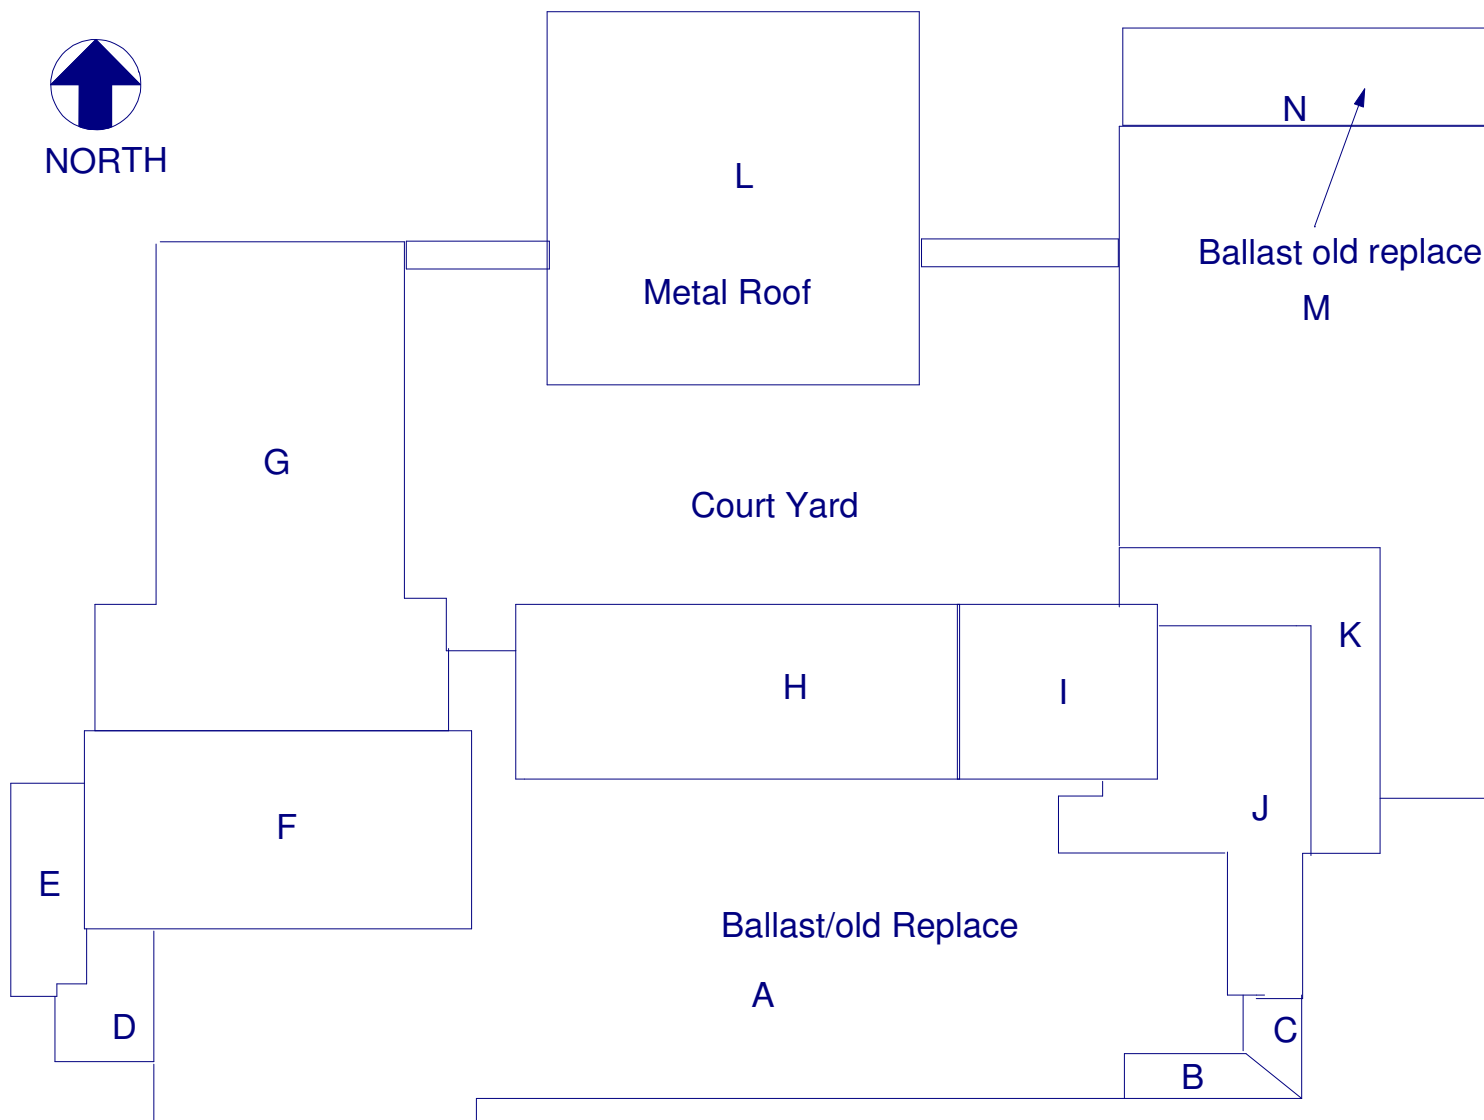 N
NORTH
L
Ballast old replace
Metal Roof
M
G
Court Yard
K
H
I
J
F
E
Ballast/old Replace
A
D
C
B